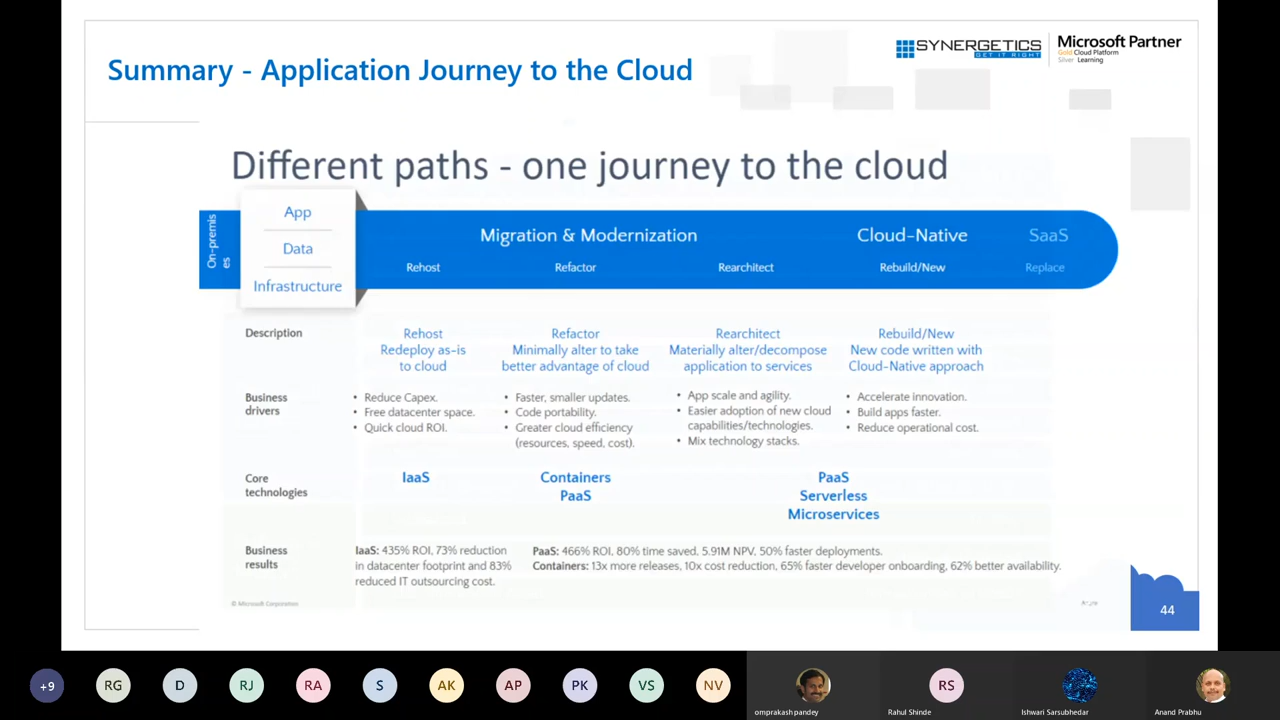 Summary - Application Journey to the Cloud
SYNERGETICS
GET IT RIGHT
Microsoft Partner
Gold Cloud Platform
Silver Learning
Different paths - one journey to the cloud
On-premis
es
App
Data
Infrastructure
Migration & Modernization
Cloud-Native
SaaS
Rehost
Refactor
Rearchitect
Rebuild/New
Replace
Description
Rehost
Redeploy as-is
to cloud
Refactor
Minimally alter to take
better advantage of cloud
Rearchitect
Materially alter/decompose
application to services
Rebuild/New
New code written with
Cloud-Native approach
Business
drivers
• Reduce Capex.
• Free datacenter space.
• Quick cloud ROI.
• Faster, smaller updates.
• Code portability.
• Greater cloud efficiency
(resources, speed, cost).
• App scale and agility.
• Easier adoption of new cloud
capabilities/technologies.
• Mix technology stacks.
• Accelerate innovation.
• Build apps faster.
• Reduce operational cost.
Core
technologies
IaaS
Containers
PaaS
PaaS
Serverless
Microservices
Business
results
IaaS: 435% ROI, 73% reduction
in datacenter footprint and 83%
reduced IT outsourcing cost.
PaaS: 466% ROI, 80% time saved, 5.91M NPV, 50% faster deployments.
Containers: 13x more releases, 10x cost reduction, 65% faster developer onboarding, 62% better availability.
© Microsoft Corporation
Azure
44
+9
RG
D
RJ
RA
S
AK
AP
PK
VS
NV
omprakash pandey
RS
Rahul Shinde
Ishwari Sarsubhedar
Anand Prabhu